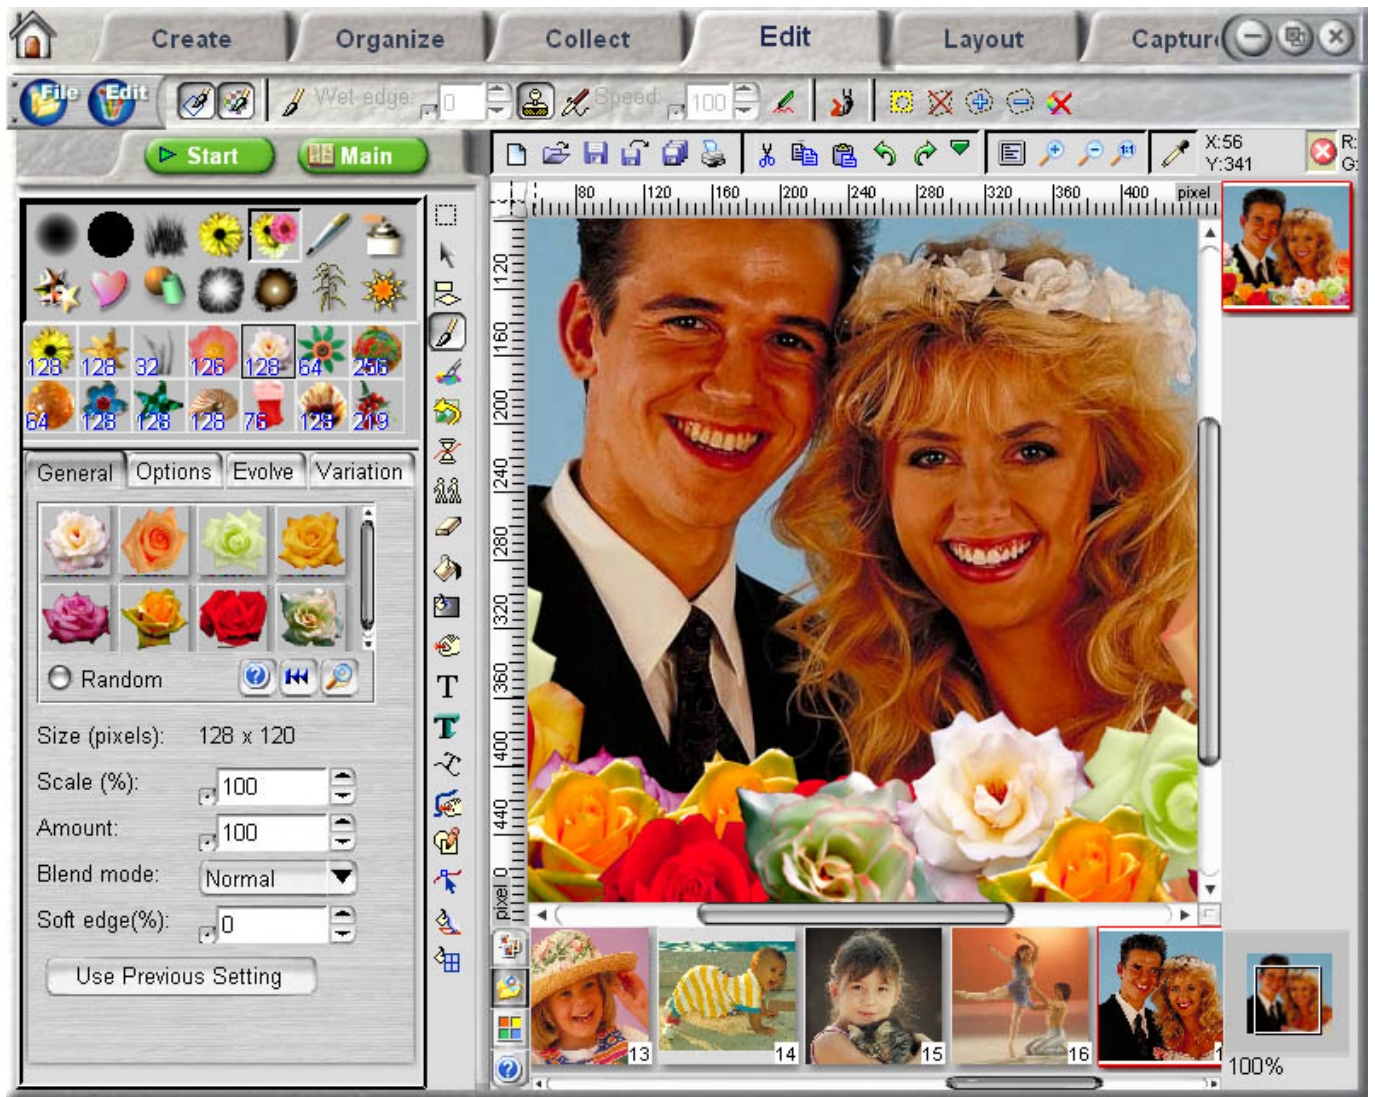 Create
Organize
Collect
Edit
Layout
Capture
File
Edit
Wet edge:
0
Speed:
100
Start
Main
X:56
Y:341
R:
G:
80
120
160
200
240
280
320
360
400
pixel
128
128
32
126
128
64
256
64
128
128
128
76
128
219
General
Options
Evolve
Variation
Random
Size (pixels): 128 x 120
Scale (%): 100
Amount: 100
Blend mode: Normal
Soft edge(%): 0
Use Previous Setting
T
T
120
160
200
240
280
320
360
400
440
0
pixel
13
14
15
16
1
100%